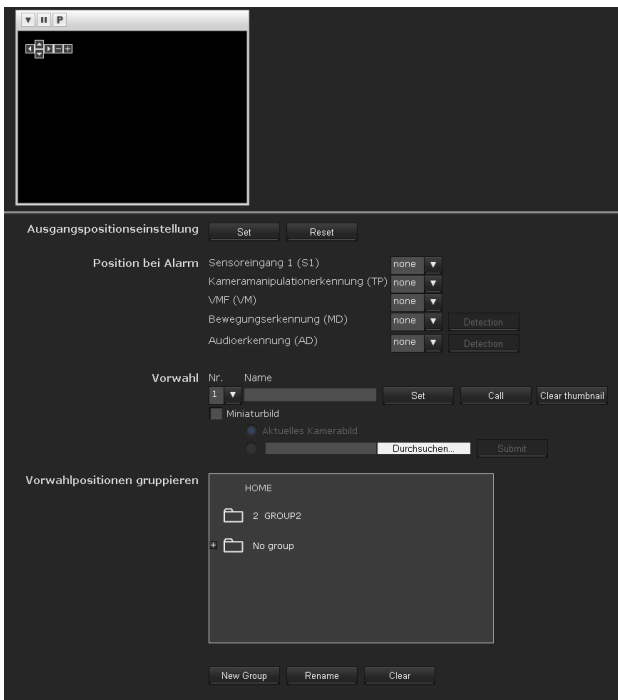 P
Ausgangspositionseinstellung Set Reset
Position bei Alarm Sensoreingang 1 (S1) none
Kameramanipulationerkennung (TP) none
VMF (VM) none
Bewegungserkennung (MD) none Detection
Audioerkennung (AD) none Detection
Vorwahl Nr. Name
1 Set Call Clear thumbnail
Miniaturbild
Aktuelles Kamerabild
Durchsuchen... Submit
Vorwahlpositionen gruppieren
HOME
2 GROUP2
No group
New Group Rename Clear